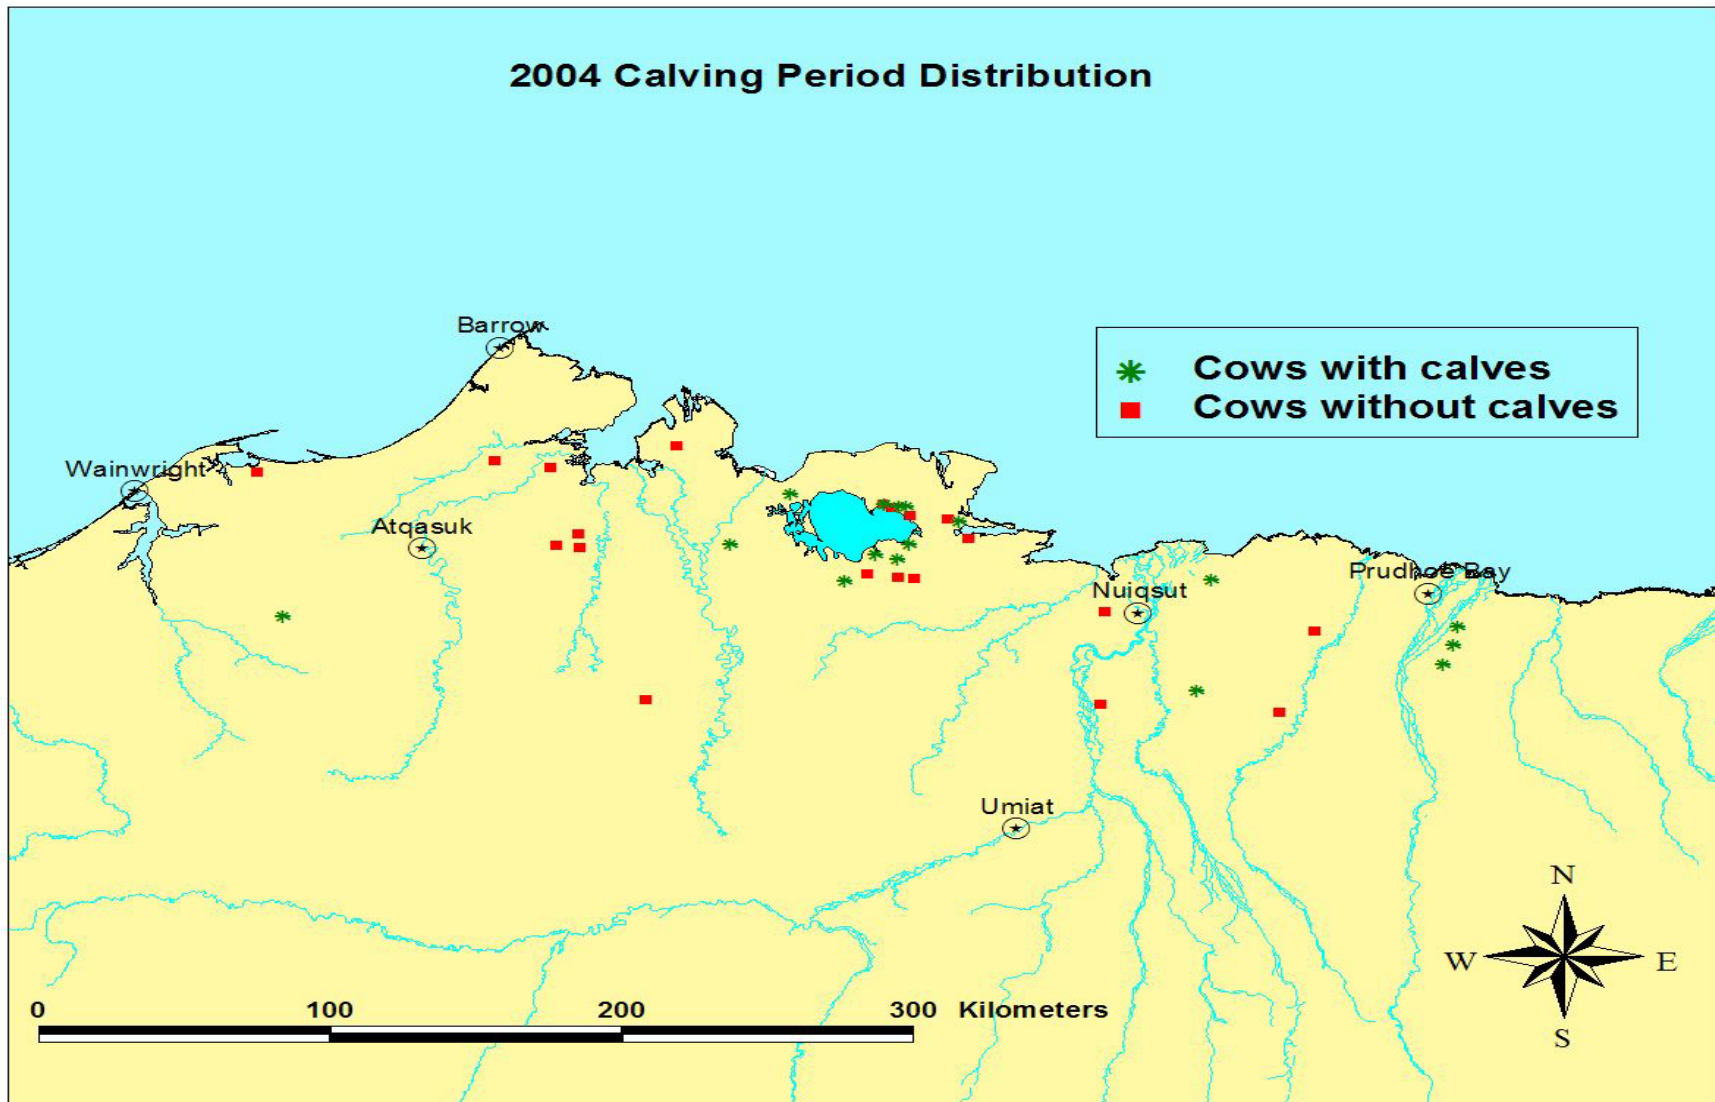 2004 Calving Period Distribution
Barrow
Cows with calves
Cows without calves
Wainwright
Atqasuk
Prudhoe Bay
Nuiqsut
Umiat
N
W E
S
0 100 200 300 Kilometers